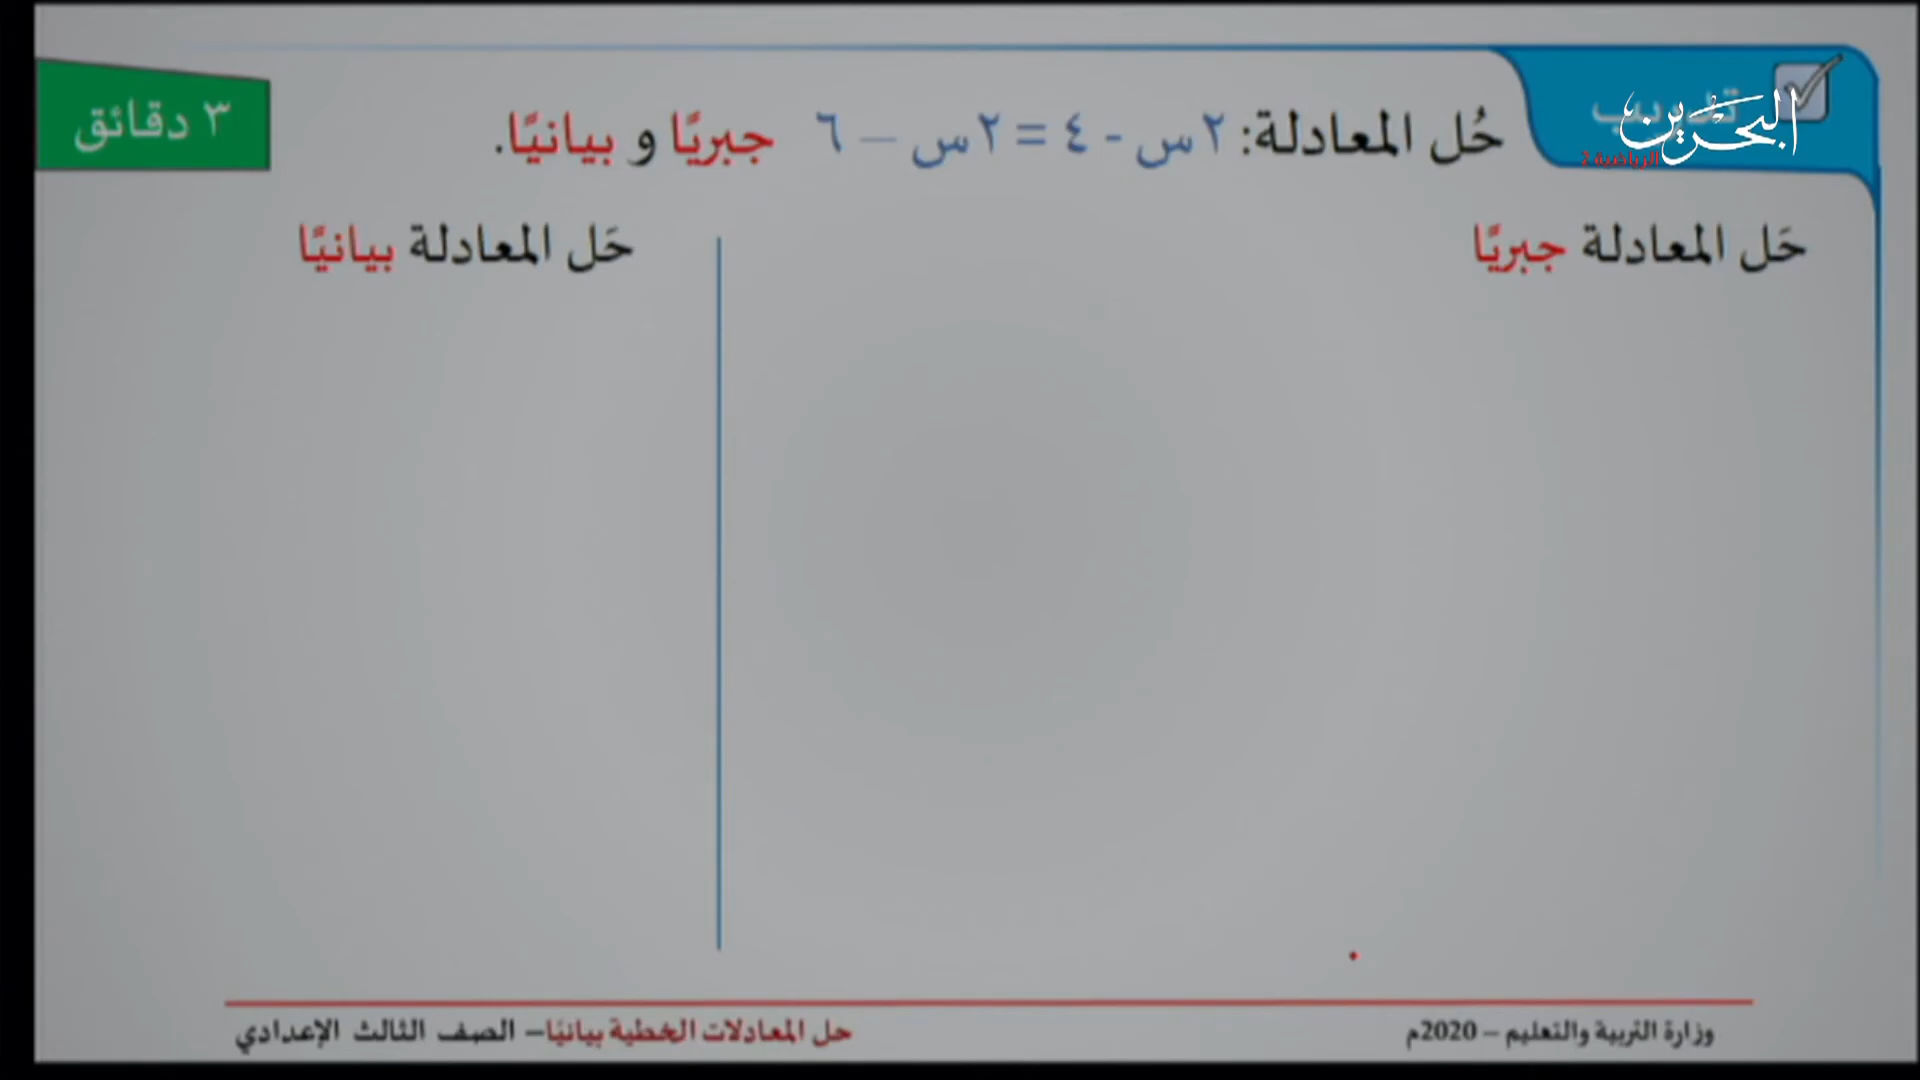 تدريب
البحرين
الرياضية 2
حُل المعادلة: ٢س - ٤ = ٢س – ٦ جبريًا و بيانيًا.
٣ دقائق
حَل المعادلة جبريًا
حَل المعادلة بيانيًا
وزارة التربية والتعليم – 2020م
حل المعادلات الخطية بيانيًا– الصف الثالث الإعدادي